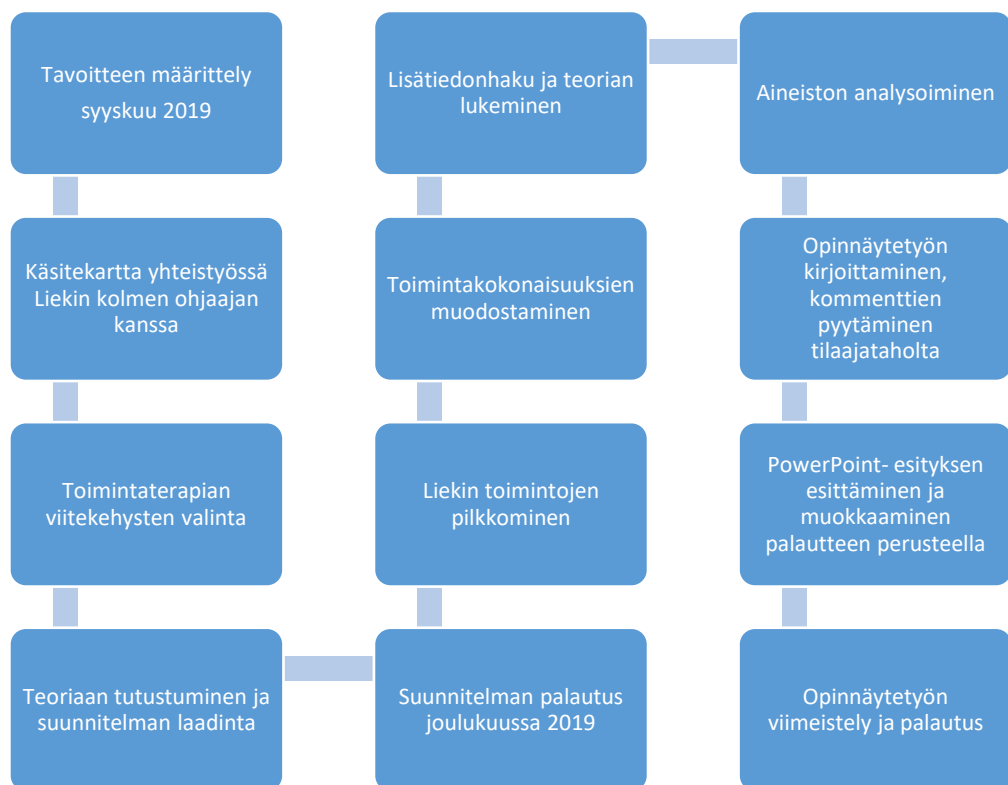 Tavoitteen määrittely
syyskuu 2019
Käsitekartta yhteistyössä
Liekin kolmen ohjaajan
kanssa
Toimintaterapian
viitekehysten valinta
Teoriaan tutustuminen ja
suunnitelman laadinta
Suunnitelman palautus
joulukuussa 2019
Liekin toimintojen
pilkkominen
Toimintakokonaisuuksien
muodostaminen
Lisätiedonhaku ja teorian
lukeminen
Aineiston analysoiminen
Opinnäytetyön
kirjoittaminen,
kommenttien
pyytäminen
tilaajataholta
PowerPoint- esityksen
esittäminen ja
muokkaaminen
palautteen perusteella
Opinnäytetyön
viimeistely ja palautus